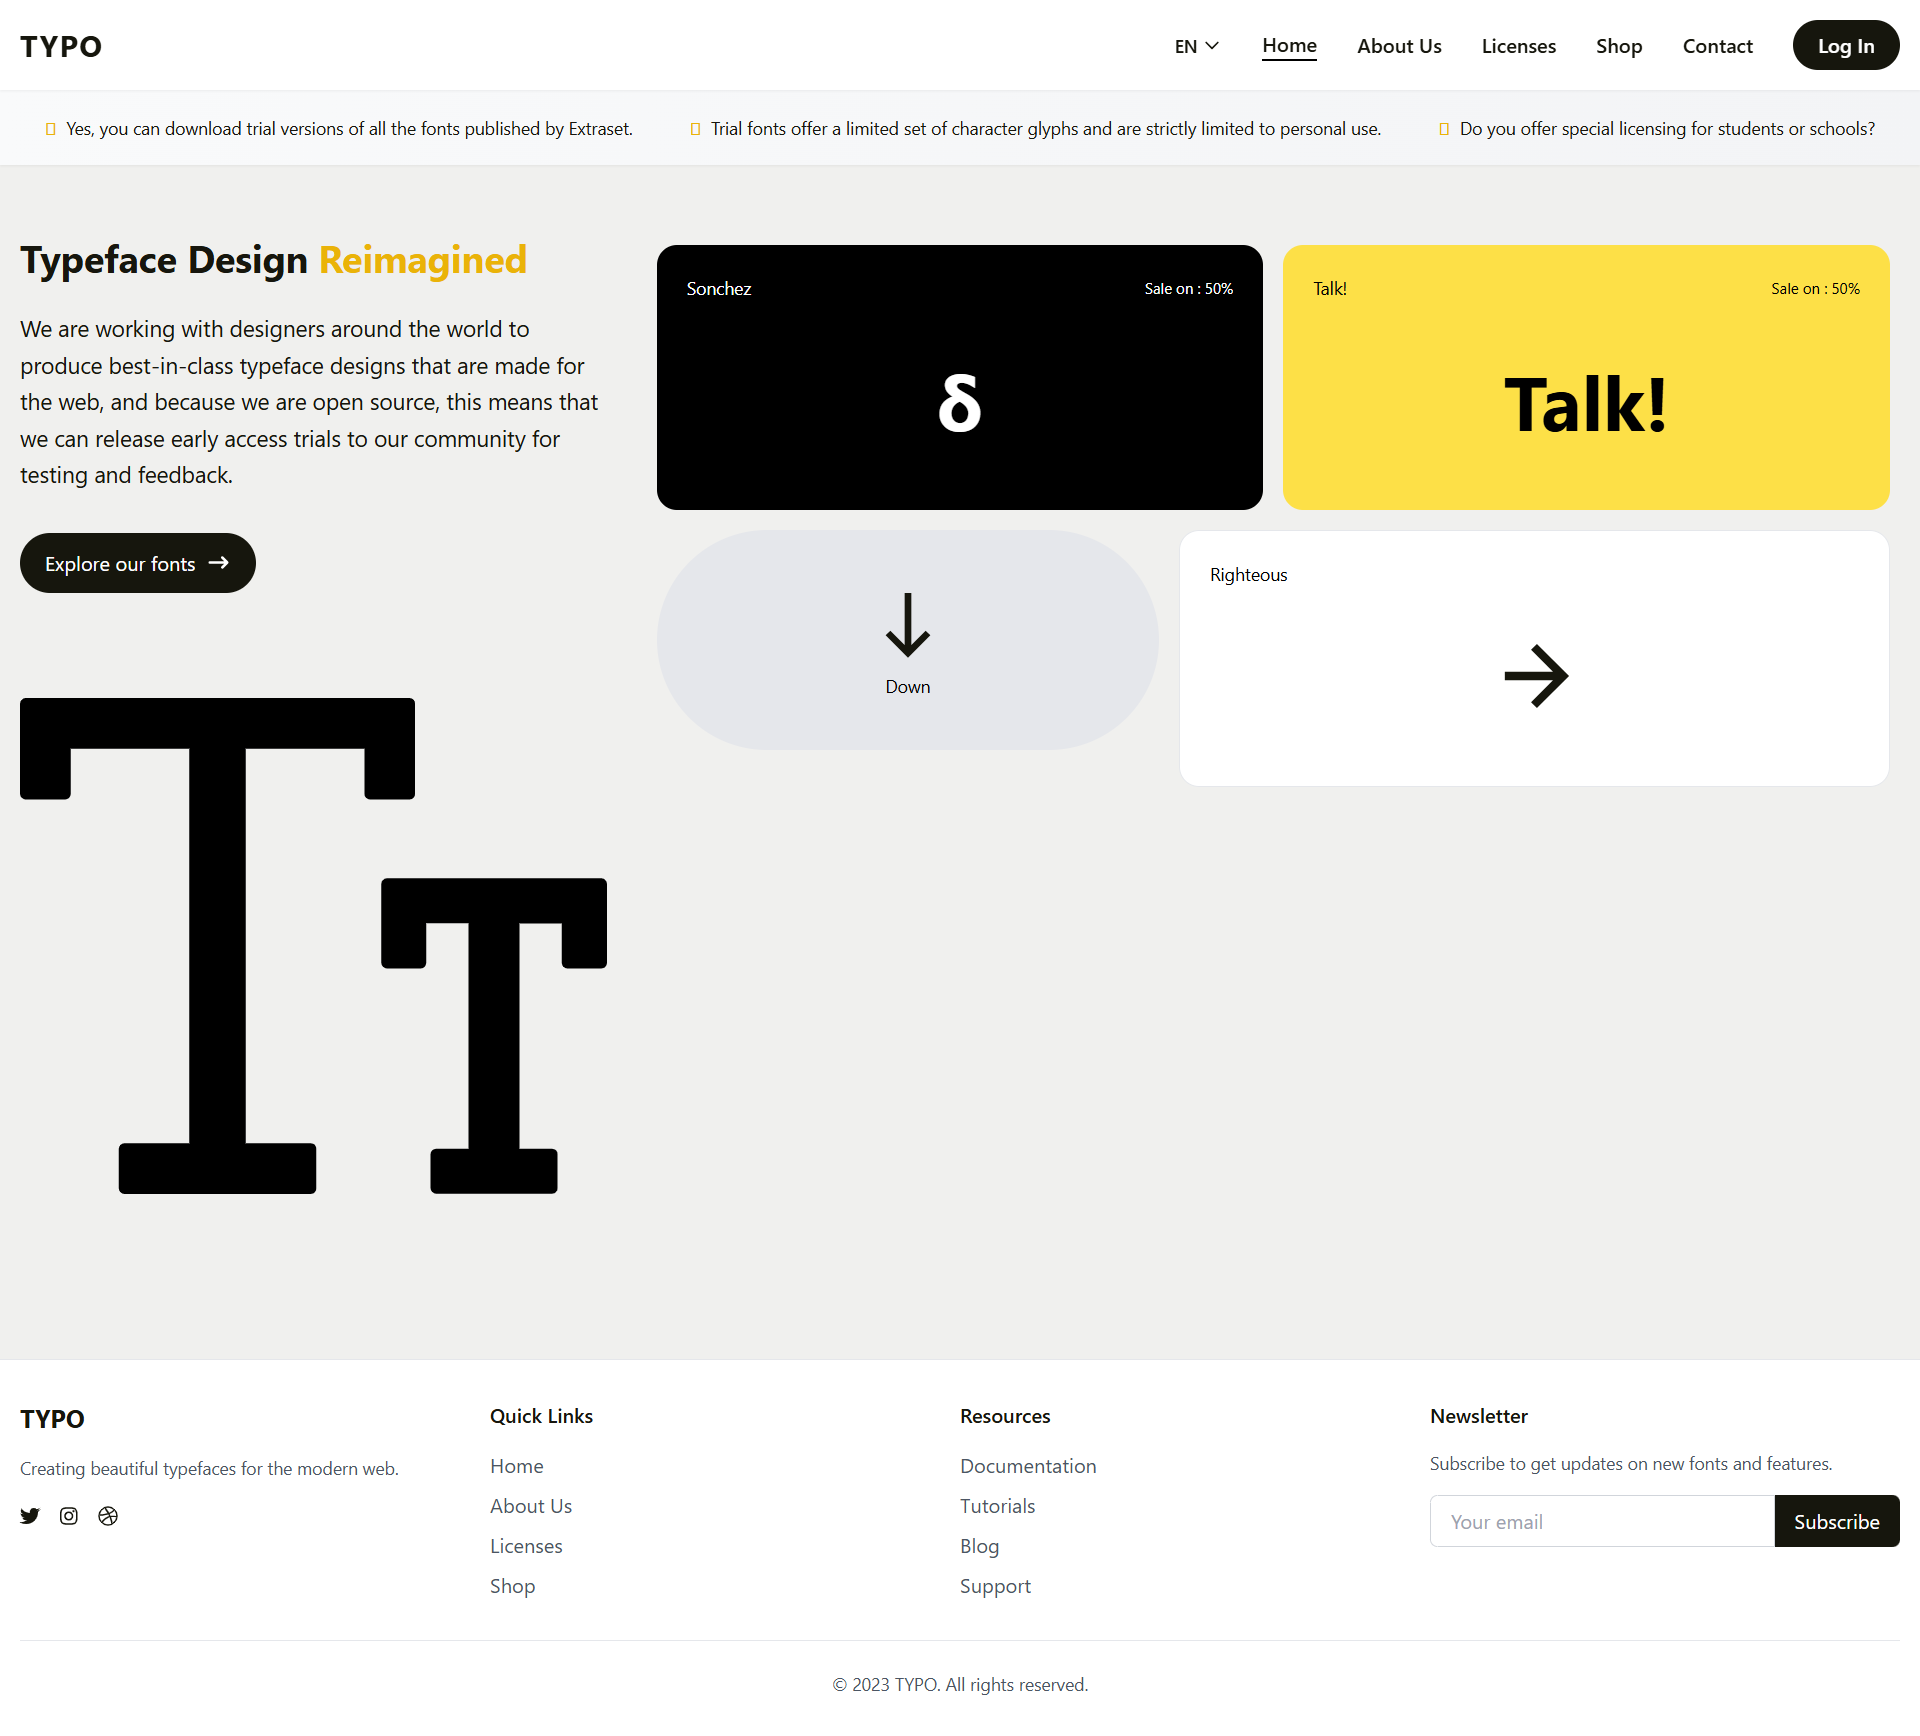 TYPO
EN
Home
About Us
Licenses
Shop
Contact
Log In
Yes, you can download trial versions of all the fonts published by Extraset.
Trial fonts offer a limited set of character glyphs and are strictly limited to personal use.
Do you offer special licensing for students or schools?
Typeface Design Reimagined
We are working with designers around the world to
produce best-in-class typeface designs that are made for
the web, and because we are open source, this means that
we can release early access trials to our community for
testing and feedback.
Explore our fonts →
Tt
Sonchez
Sale on : 50%
δ
Talk!
Sale on : 50%
Talk!
↓
Down
Righteous
→
TYPO
Creating beautiful typefaces for the modern web.
Quick Links
Home
About Us
Licenses
Shop
Resources
Documentation
Tutorials
Blog
Support
Newsletter
Subscribe to get updates on new fonts and features.
Your email
Subscribe
© 2023 TYPO. All rights reserved.